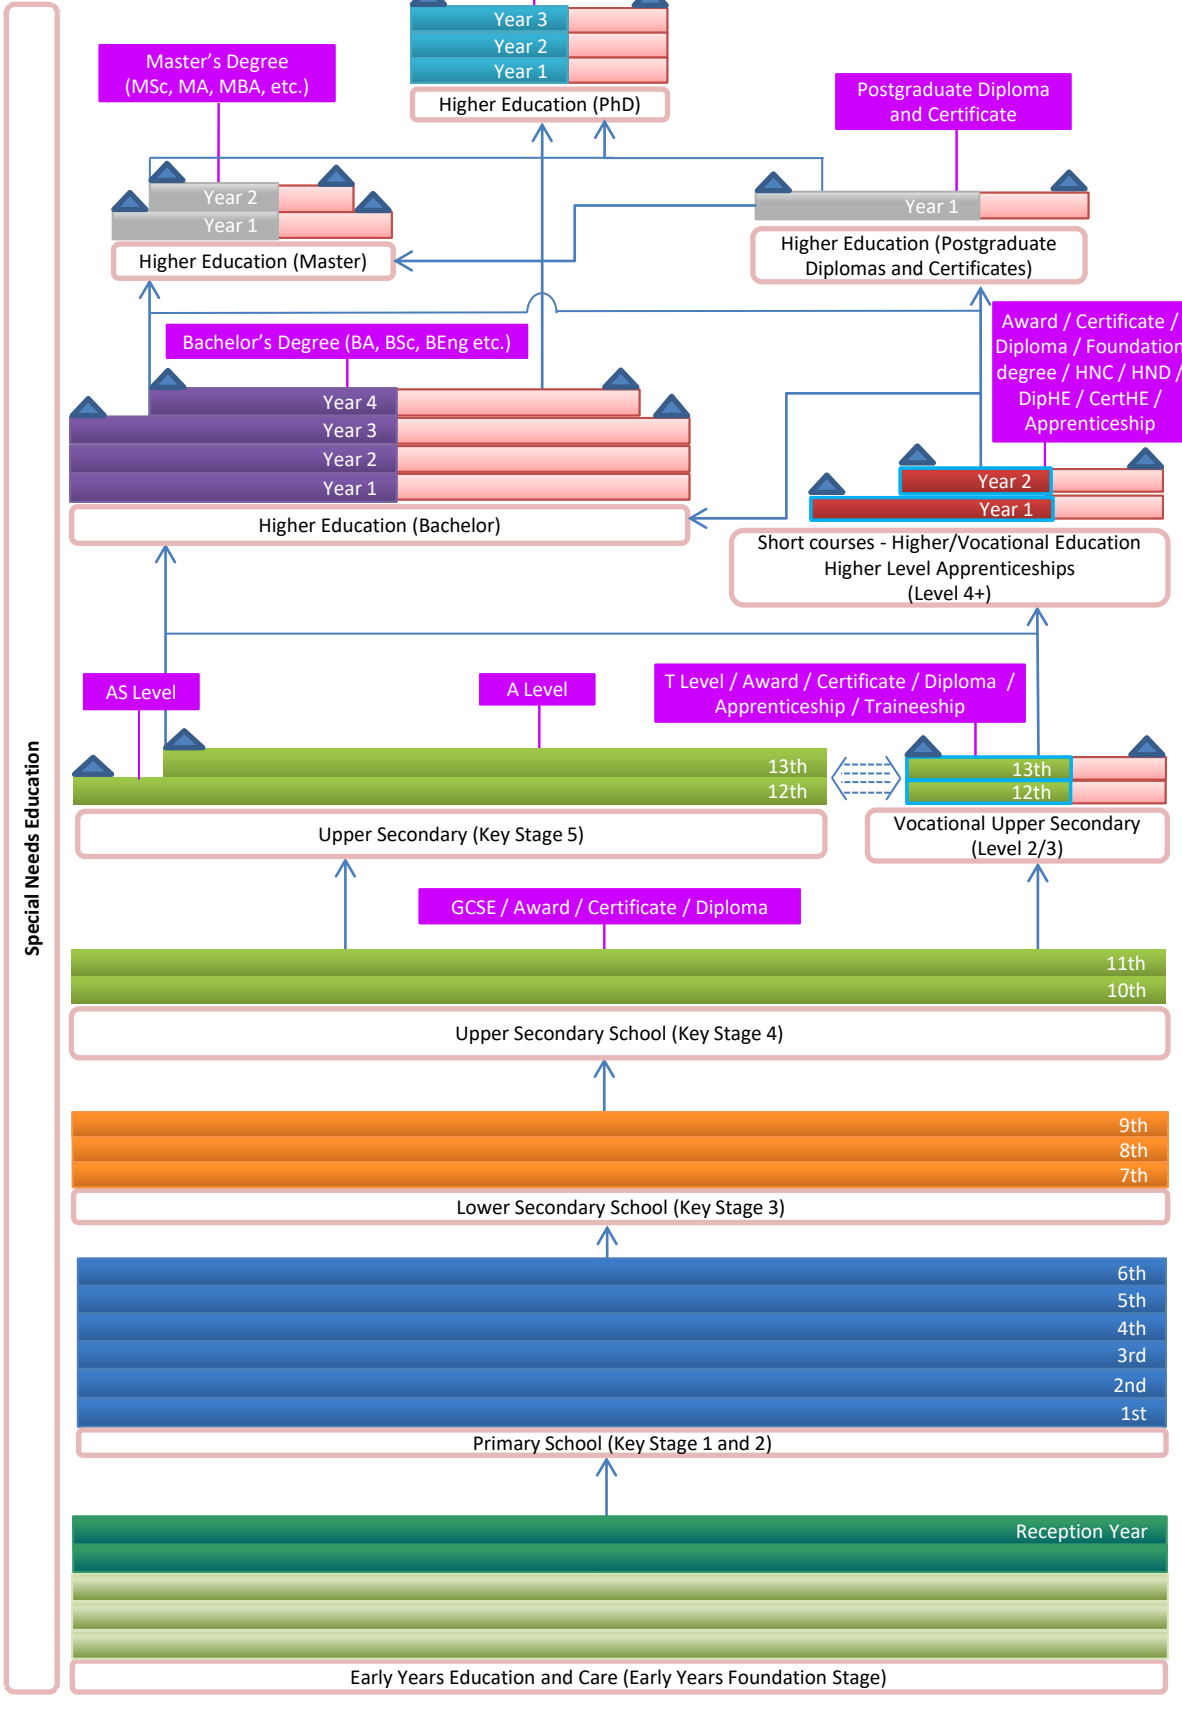 Year 3
Year 2
Year 1
Higher Education (PhD)
Master's Degree
(MSc, MA, MBA, etc.)
Postgraduate Diploma
and Certificate
Year 2
Year 1
Higher Education (Master)
Year 1
Higher Education (Postgraduate
Diplomas and Certificates)
Bachelor's Degree (BA, BSc, BEng etc.)
Award / Certificate /
Diploma / Foundation
degree / HNC / HND /
DipHE / CertHE /
Apprenticeship
Year 4
Year 3
Year 2
Year 1
Higher Education (Bachelor)
Year 2
Year 1
Short courses - Higher/Vocational Education
Higher Level Apprenticeships
(Level 4+)
AS Level
A Level
T Level / Award / Certificate / Diploma /
Apprenticeship / Traineeship
13th
12th
Upper Secondary (Key Stage 5)
13th
12th
Vocational Upper Secondary
(Level 2/3)
GCSE / Award / Certificate / Diploma
11th
10th
Upper Secondary School (Key Stage 4)
9th
8th
7th
Lower Secondary School (Key Stage 3)
6th
5th
4th
3rd
2nd
1st
Primary School (Key Stage 1 and 2)
Reception Year
Early Years Education and Care (Early Years Foundation Stage)
Special Needs Education